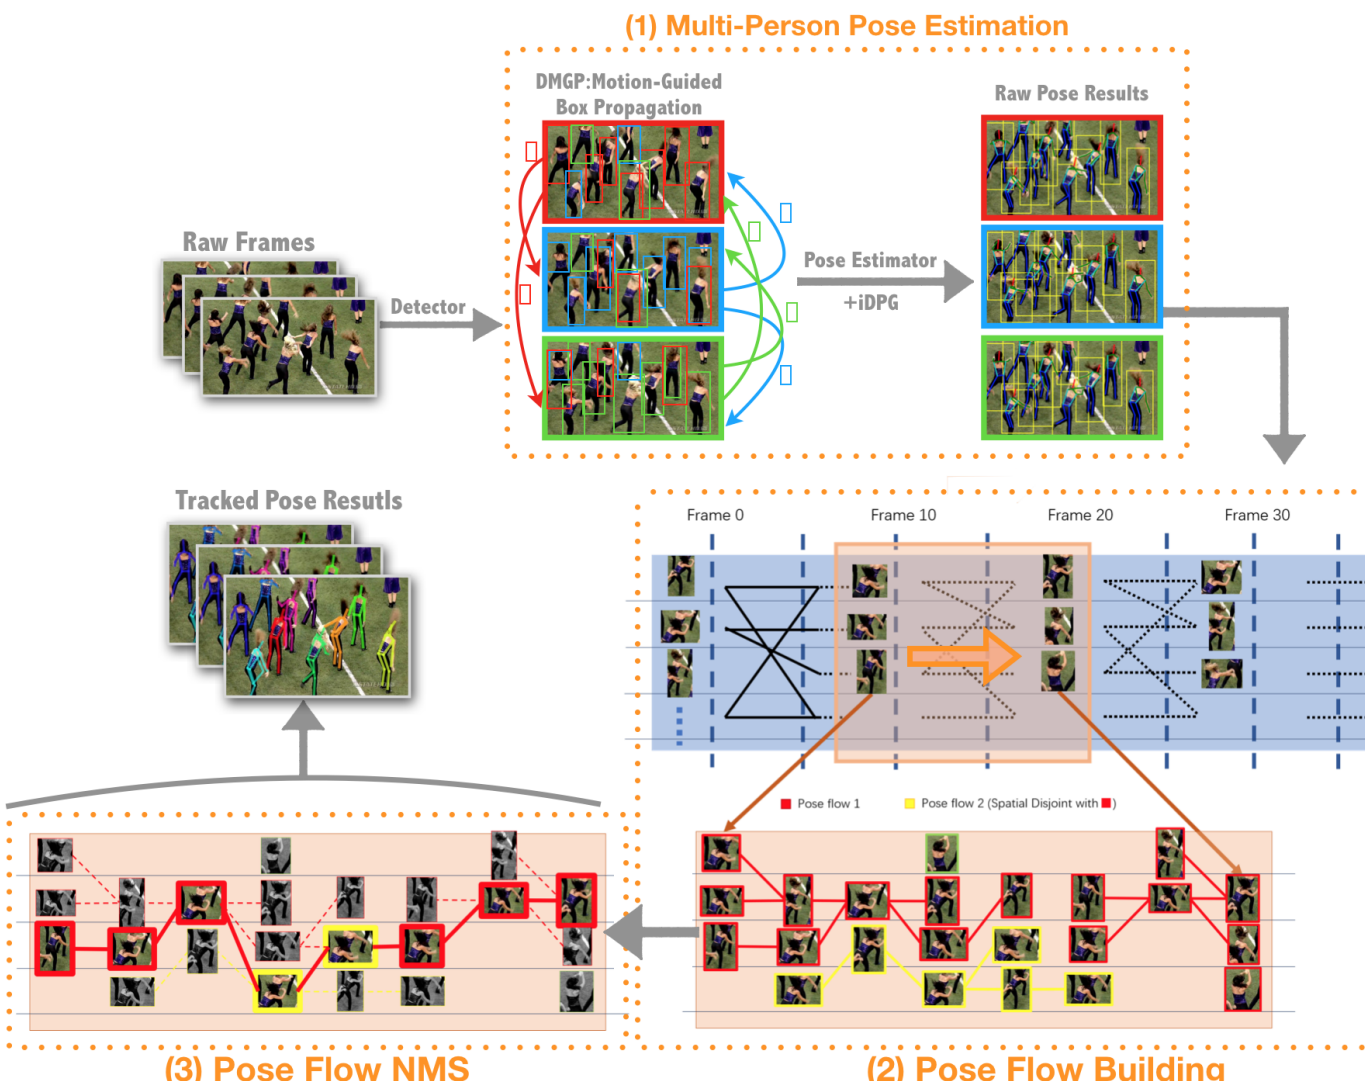 (1) Multi-Person Pose Estimation
DMGP:Motion-Guided
Box Propagation
Raw Pose Results
Raw Frames
Detector
Pose Estimator
+iDPG
Tracked Pose Resutls
Frame 0
Frame 10
Frame 20
Frame 30
Pose flow 1
Pose flow 2 (Spatial Disjoint with )
(3) Pose Flow NMS
(2) Pose Flow Building